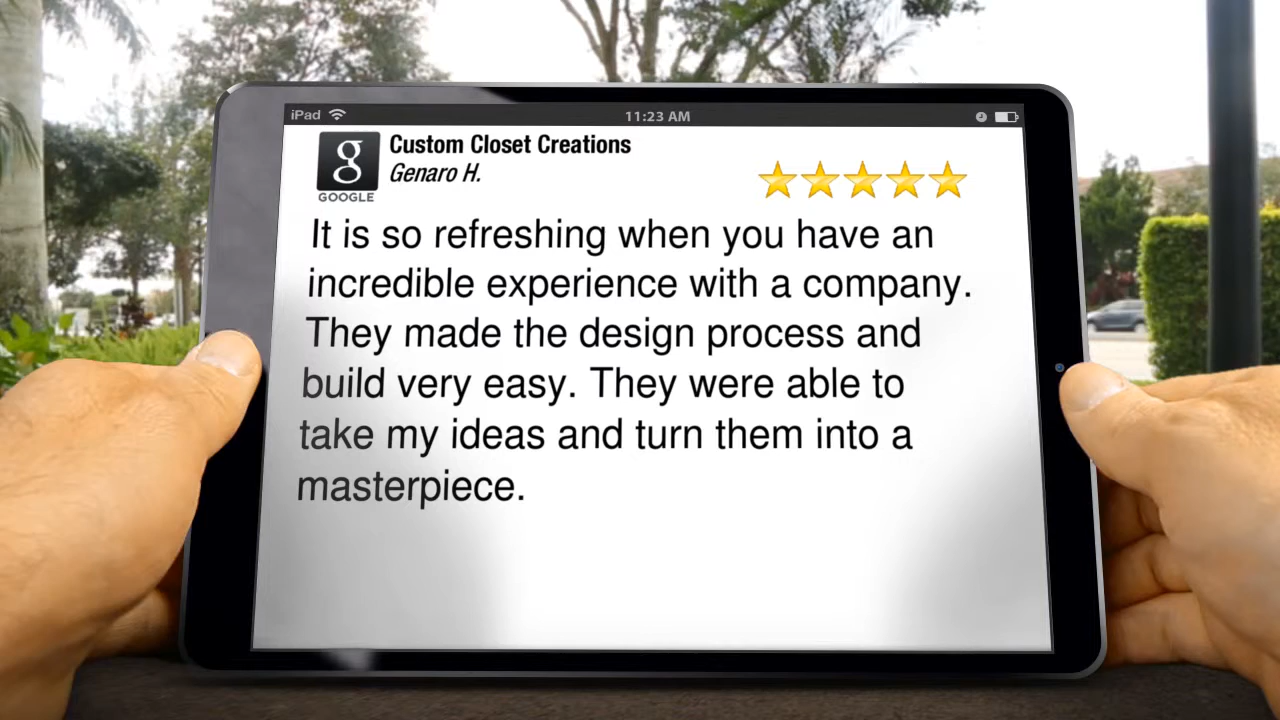 iPad 11:23 AM
Custom Closet Creations
Genaro H.
g
GOOGLE
It is so refreshing when you have an
incredible experience with a company.
They made the design process and
build very easy. They were able to
take my ideas and turn them into a
masterpiece.